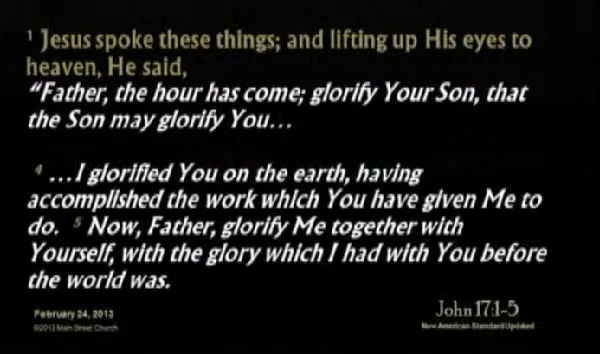 ¹ Jesus spoke these things; and lifting up His eyes to
heaven, He said,
“Father, the hour has come; glorify Your Son, that
the Son may glorify You…
⁴ …I glorified You on the earth, having
accomplished the work which You have given Me to
do. ⁵ Now, Father, glorify Me together with
Yourself, with the glory which I had with You before
the world was.
February 24, 2013
©2013 Main Street Church
John 17:1-5
New American Standard Updated